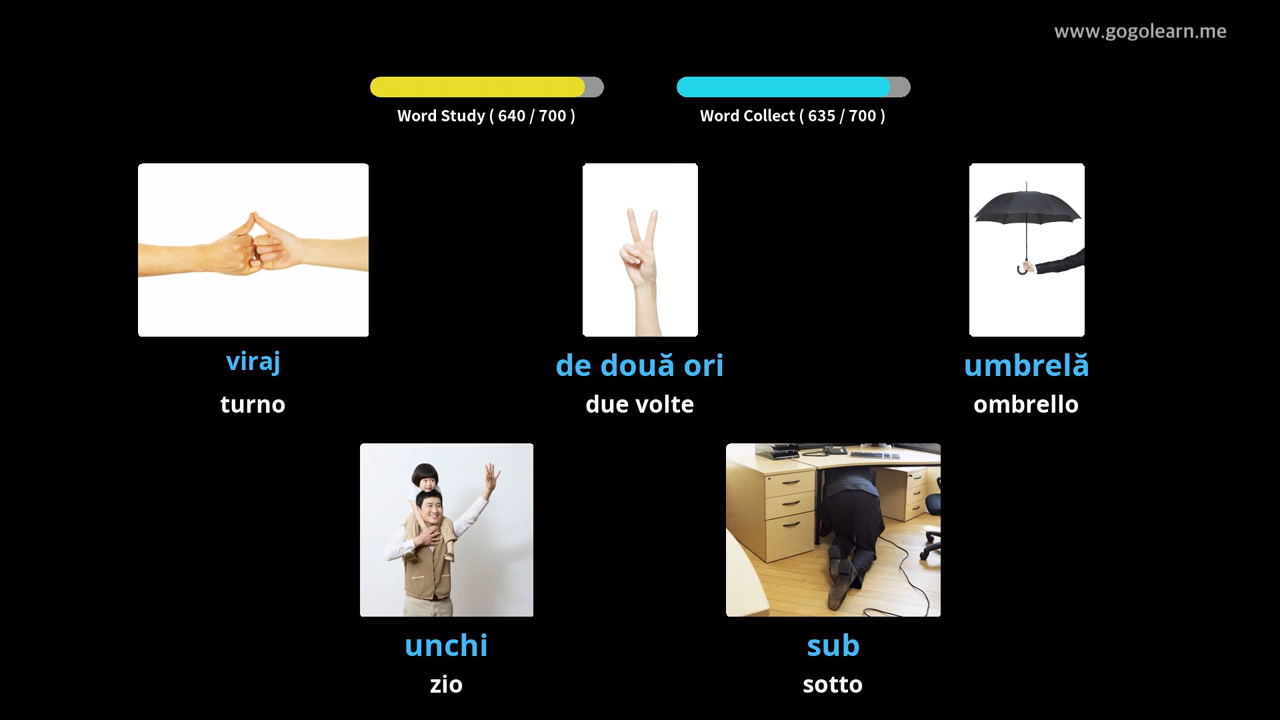 www.gogolearn.me
Word Study ( 640 / 700 )
Word Collect ( 635 / 700 )
viraj
turno
de două ori
due volte
umbrelă
ombrello
unchi
zio
sub
sotto